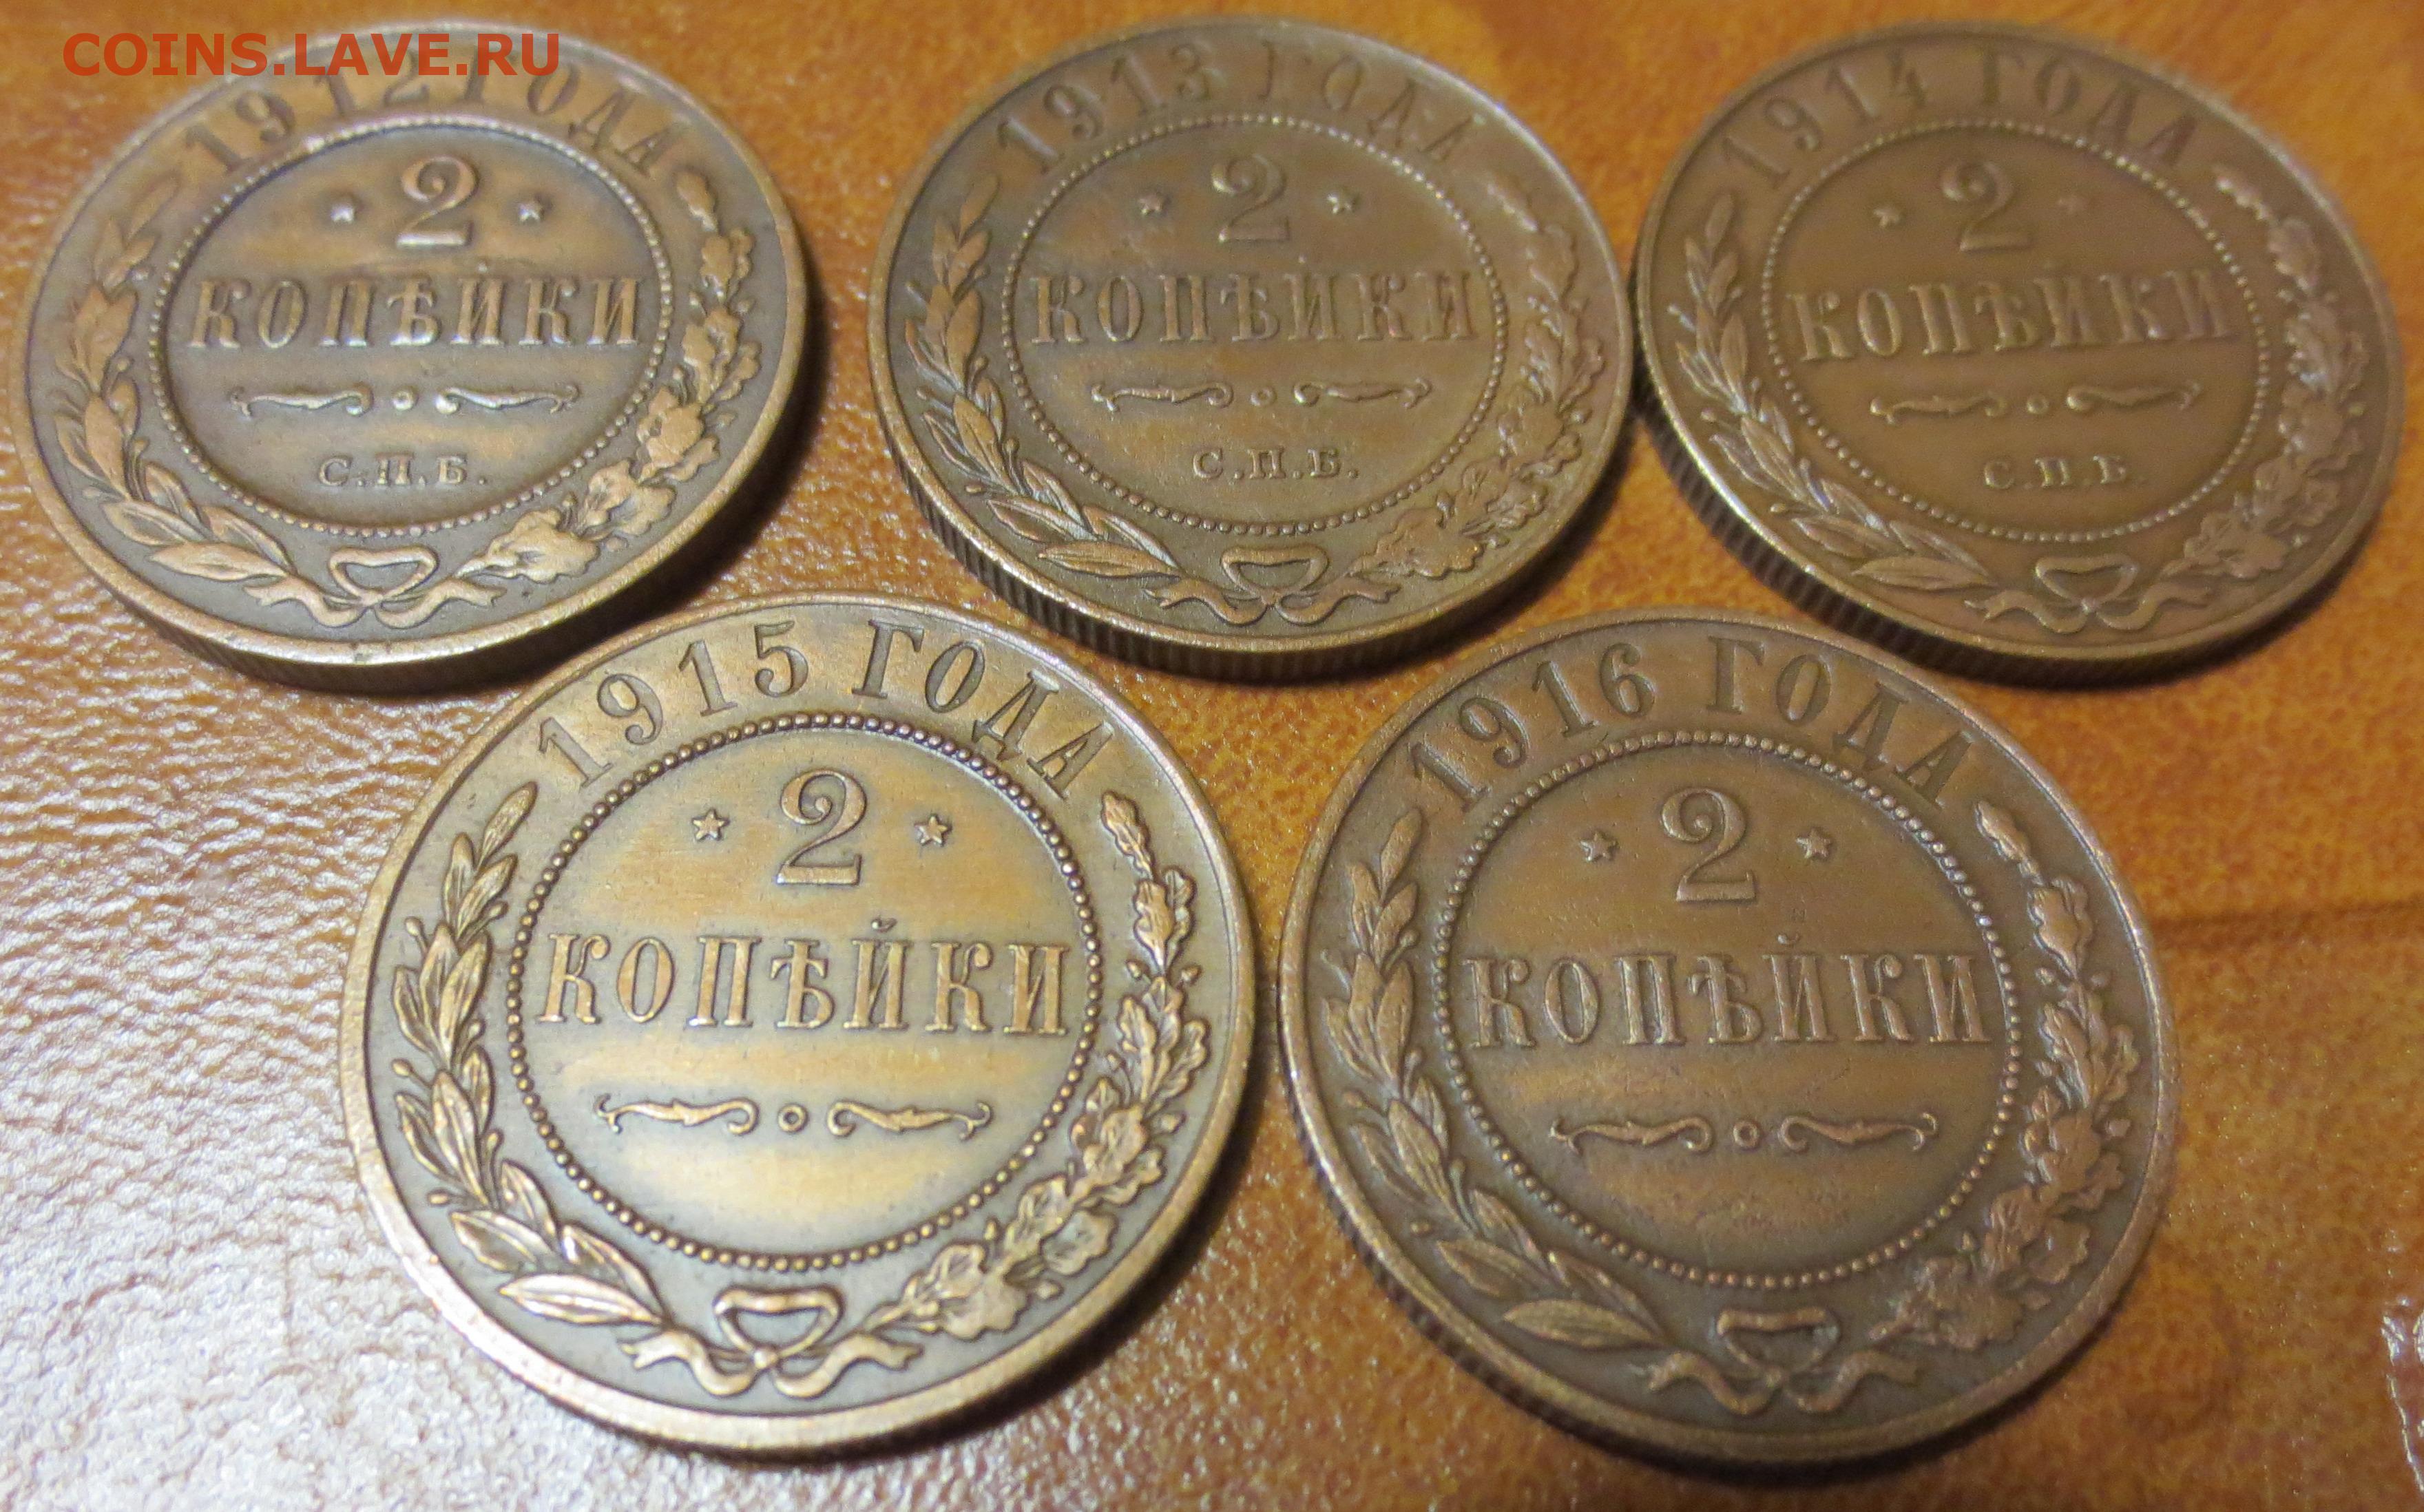 COINS.LAVE.RU
1912 ГОДА
2
КОПѢЙКИ
С.П.Б.
1913 ГОДА
2
КОПѢЙКИ
С.П.Б.
1914 ГОДА
2
КОПѢЙКИ
С.П.Б.
1915 ГОДА
2
КОПѢЙКИ
1916 ГОДА
2
КОПѢЙКИ